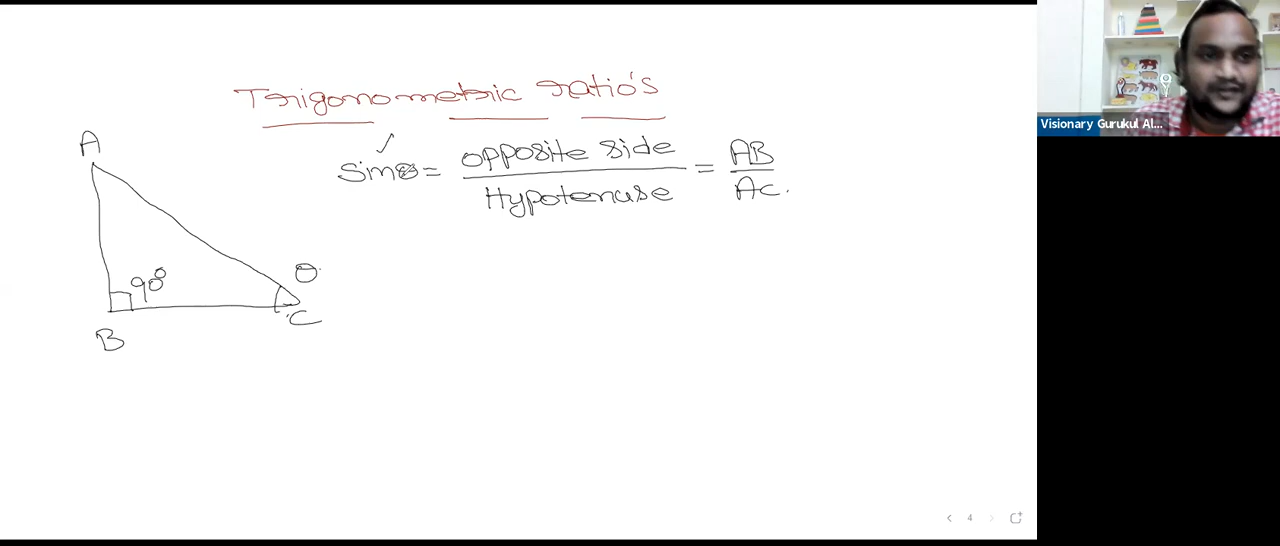 Trigonometric ratio's
A
Sinθ = opposite side / Hypotenuse = AB / AC.
90°
θ
B
C
Visionary Gurukul Al...
4